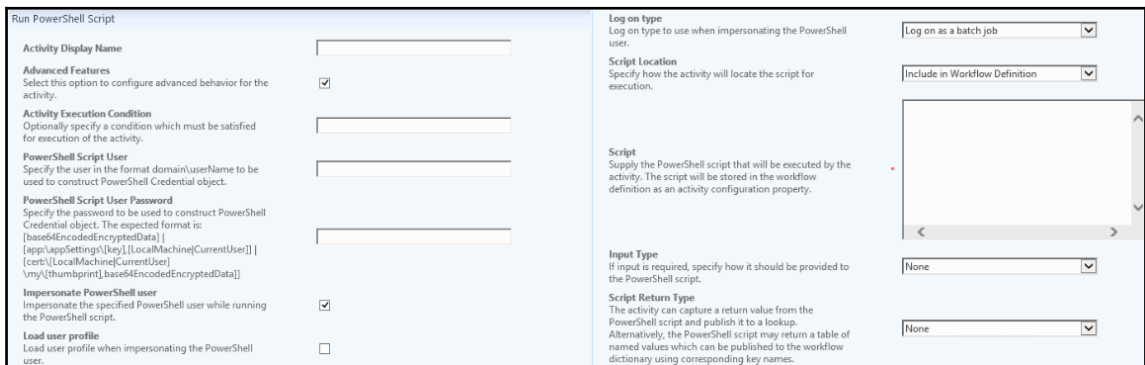 Run PowerShell Script
Activity Display Name
Advanced Features
Select this option to configure advanced behavior for the
activity.
Activity Execution Condition
Optionally specify a condition which must be satisfied
for execution of the activity.
PowerShell Script User
Specify the user in the format domain\userName to be
used to construct PowerShell Credential object.
PowerShell Script User Password
Specify the password to be used to construct PowerShell
Credential object. The expected format is:
[base64EncodedEncryptedData] |
[app:\appSettings\[key],[LocalMachine|CurrentUser]] |
[cert:\[LocalMachine|CurrentUser]
\my\[thumbprint],base64EncodedEncryptedData]]
Impersonate PowerShell user
Impersonate the specified PowerShell user while running
the PowerShell script.
Load user profile
Load user profile when impersonating the PowerShell
user.
Log on type
Log on type to use when impersonating the PowerShell
user.
Log on as a batch job
Script Location
Specify how the activity will locate the script for
execution.
Include in Workflow Definition
Script
Supply the PowerShell script that will be executed by the
activity. The script will be stored in the workflow
definition as an activity configuration property.
*
Input Type
If input is required, specify how it should be provided to
the PowerShell script.
None
Script Return Type
The activity can capture a return value from the
PowerShell script and publish it to a lookup.
Alternatively, the PowerShell script may return a table of
named values which can be published to the workflow
dictionary using corresponding key names.
None